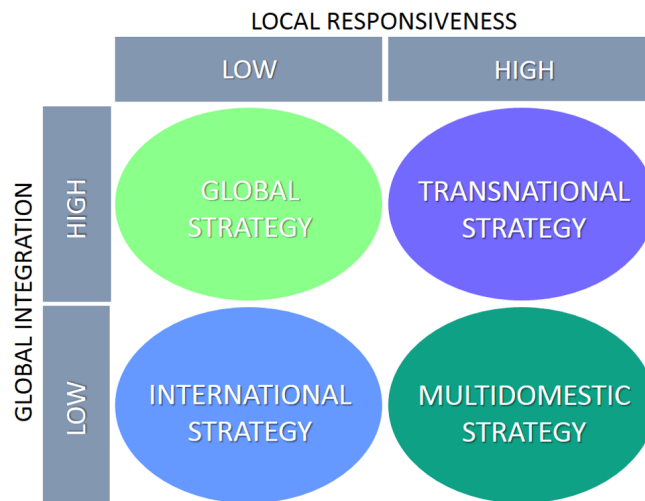 LOCAL RESPONSIVENESS
LOW
HIGH
GLOBAL INTEGRATION
HIGH
GLOBAL
STRATEGY
TRANSNATIONAL
STRATEGY
LOW
INTERNATIONAL
STRATEGY
MULTIDOMESTIC
STRATEGY